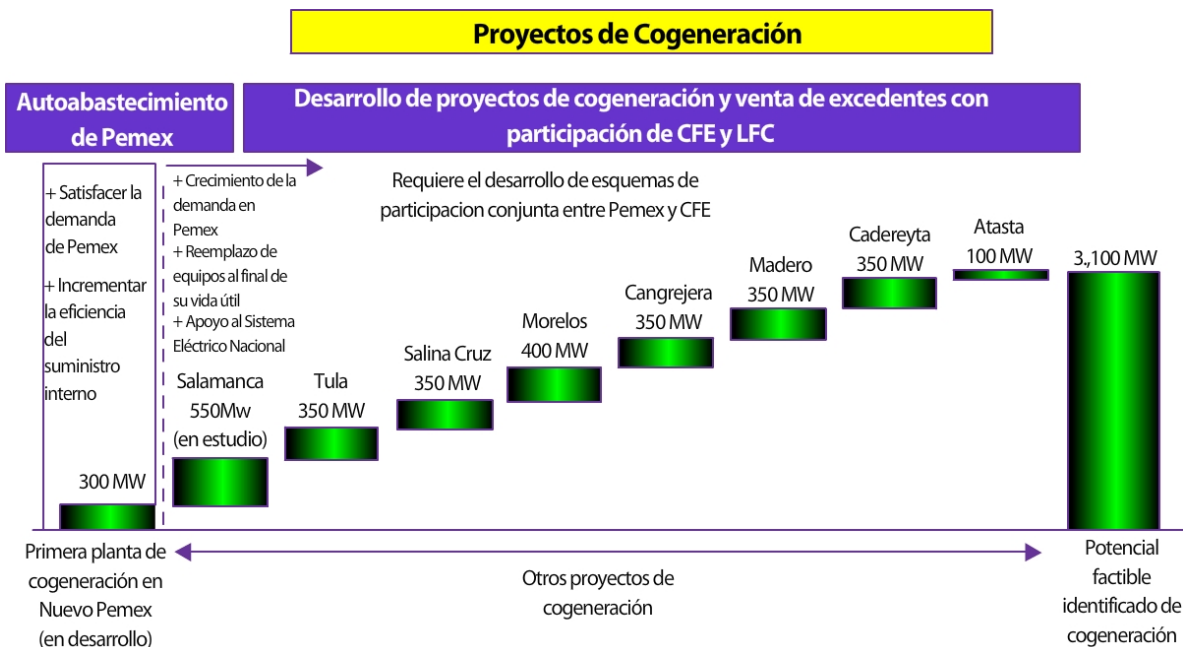 Proyectos de Cogeneración
Autoabastecimiento
de Pemex
Desarrollo de proyectos de cogeneración y venta de excedentes con
participación de CFE y LFC
+ Satisfacer la
demanda
de Pemex
+ Incrementar
la eficiencia
del
suministro
interno
+ Crecimiento de la
demanda en
Pemex
+ Reemplazo de
equipos al final de
su vida útil
+ Apoyo al Sistema
Eléctrico Nacional
Requiere el desarrollo de esquemas de
participacion conjunta entre Pemex y CFE
300 MW
Salamanca
550Mw
(en estudio)
Tula
350 MW
Salina Cruz
350 MW
Morelos
400 MW
Cangrejera
350 MW
Madero
350 MW
Cadereyta
350 MW
Atasta
100 MW
3.,100 MW
Primera planta de
cogeneración en
Nuevo Pemex
(en desarrollo)
Otros proyectos de
cogeneración
Potencial
factible
identificado de
cogeneración